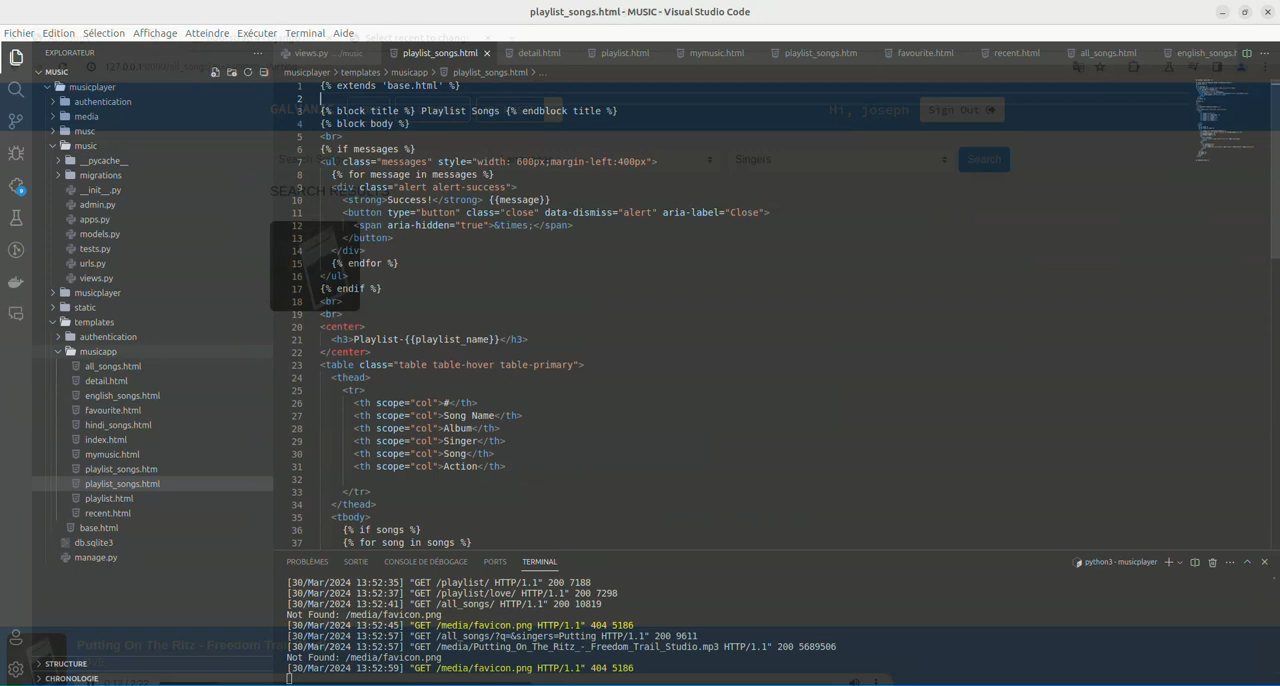 playlist_songs.html - MUSIC - Visual Studio Code
Fichier Edition Sélection Affichage Atteindre Exécuter Terminal Aide
EXPLORATEUR
views.py .../music playlist_songs.html detail.html playlist.html mymusic.html playlist_songs.htm favourite.html recent.html all_songs.html english_songs.h
MUSIC
musicplayer > templates > musicapp > playlist_songs.html > ...
musicplayer
authentication
media
musc
music
__pycache__
migrations
__init__.py
admin.py
apps.py
models.py
tests.py
urls.py
views.py
musicplayer
static
templates
authentication
musicapp
all_songs.html
detail.html
english_songs.html
favourite.html
hindi_songs.html
index.html
mymusic.html
playlist_songs.htm
playlist_songs.html
playlist.html
recent.html
base.html
db.sqlite3
manage.py
STRUCTURE
CHRONOLOGIE
1 {% extends 'base.html' %}
2
3 {% block title %} Playlist Songs {% endblock title %}
4 {% block body %}
5 <br>
6 {% if messages %}
7 <ul class="messages" style="width: 600px;margin-left:400px">
8 {% for message in messages %}
9 <div class="alert alert-success">
10 <strong>Success!</strong> {{message}}
11 <button type="button" class="close" data-dismiss="alert" aria-label="Close">
12 <span aria-hidden="true">&times;</span>
13 </button>
14 </div>
15 {% endfor %}
16 </ul>
17 {% endif %}
18 <br>
19 <br>
20 <center>
21 <h3>Playlist-{{playlist_name}}</h3>
22 </center>
23 <table class="table table-hover table-primary">
24 <thead>
25 <tr>
26 <th scope="col">#</th>
27 <th scope="col">Song Name</th>
28 <th scope="col">Album</th>
29 <th scope="col">Singer</th>
30 <th scope="col">Song</th>
31 <th scope="col">Action</th>
32
33 </tr>
34 </thead>
35 <tbody>
36 {% if songs %}
37 {% for song in songs %}
Hi, joseph Sign Out
Singers Search
SEARCH RESULTS
PROBLÈMES SORTIE CONSOLE DE DÉBOGAGE PORTS TERMINAL python3 - musicplayer
[30/Mar/2024 13:52:35] "GET /playlist/ HTTP/1.1" 200 7188
[30/Mar/2024 13:52:37] "GET /playlist/love/ HTTP/1.1" 200 7298
[30/Mar/2024 13:52:41] "GET /all_songs/ HTTP/1.1" 200 10819
Not Found: /media/favicon.png
[30/Mar/2024 13:52:45] "GET /media/favicon.png HTTP/1.1" 404 5186
[30/Mar/2024 13:52:57] "GET /all_songs/?q=&singers=Putting HTTP/1.1" 200 9611
[30/Mar/2024 13:52:57] "GET /media/Putting_On_The_Ritz_-_Freedom_Trail_Studio.mp3 HTTP/1.1" 200 5689506
Not Found: /media/favicon.png
[30/Mar/2024 13:52:59] "GET /media/favicon.png HTTP/1.1" 404 5186
Putting On The Ritz - Freedom Trail